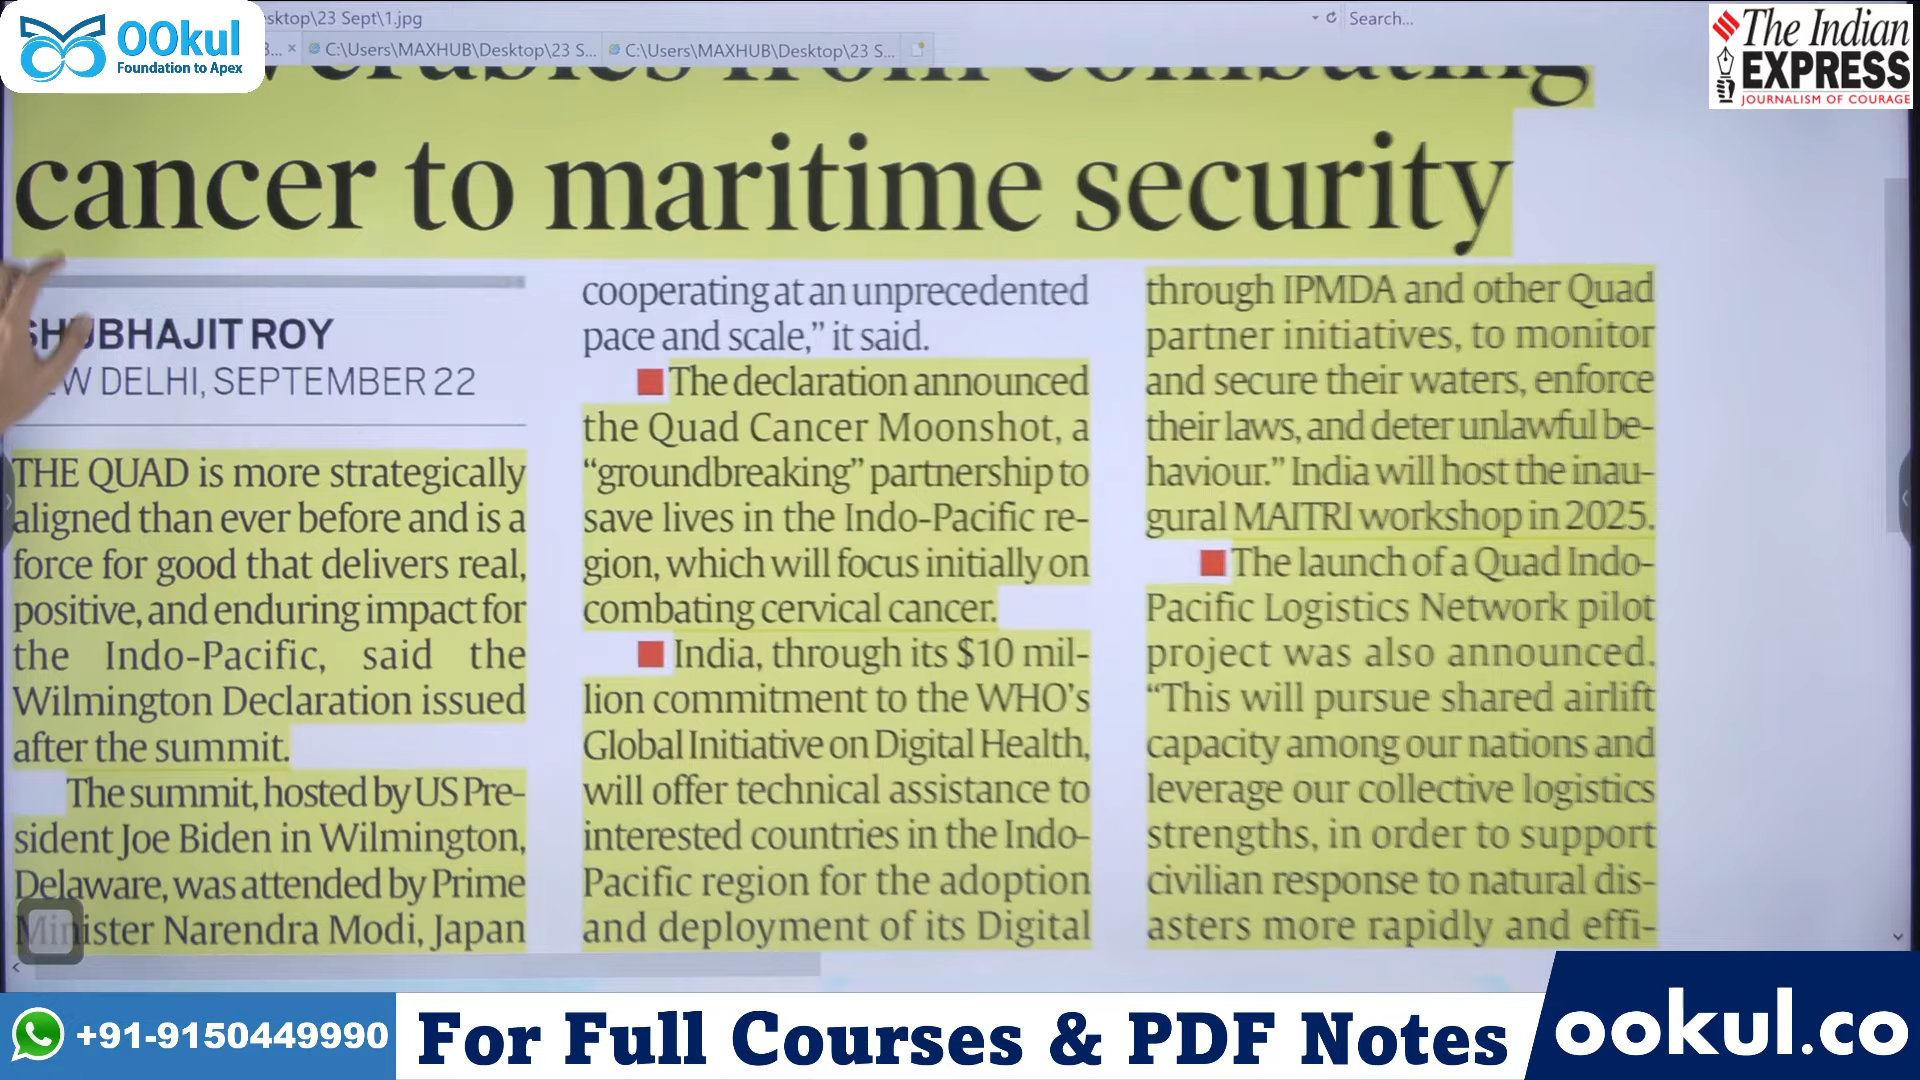 OOkul
Foundation to Apex
sktop\23 Sept\1.jpg
Search...
3...
C:\Users\MAXHUB\Desktop\23 S...
C:\Users\MAXHUB\Desktop\23 S...
The Indian
EXPRESS
JOURNALISM OF COURAGE
erables from combating
cancer to maritime security
SHUBHAJIT ROY
NEW DELHI, SEPTEMBER 22
THE QUAD is more strategically
aligned than ever before and is a
force for good that delivers real,
positive, and enduring impact for
the Indo-Pacific, said the
Wilmington Declaration issued
after the summit.
The summit, hosted by US Pre-
sident Joe Biden in Wilmington,
Delaware, was attended by Prime
Minister Narendra Modi, Japan
cooperating at an unprecedented
pace and scale,” it said.
The declaration announced
the Quad Cancer Moonshot, a
“groundbreaking” partnership to
save lives in the Indo-Pacific re-
gion, which will focus initially on
combating cervical cancer.
India, through its $10 mil-
lion commitment to the WHO’s
Global Initiative on Digital Health,
will offer technical assistance to
interested countries in the Indo-
Pacific region for the adoption
and deployment of its Digital
through IPMDA and other Quad
partner initiatives, to monitor
and secure their waters, enforce
their laws, and deter unlawful be-
haviour.” India will host the inau-
gural MAITRI workshop in 2025.
The launch of a Quad Indo-
Pacific Logistics Network pilot
project was also announced.
“This will pursue shared airlift
capacity among our nations and
leverage our collective logistics
strengths, in order to support
civilian response to natural dis-
asters more rapidly and effi-
+91-9150449990
For Full Courses & PDF Notes
ookul.co